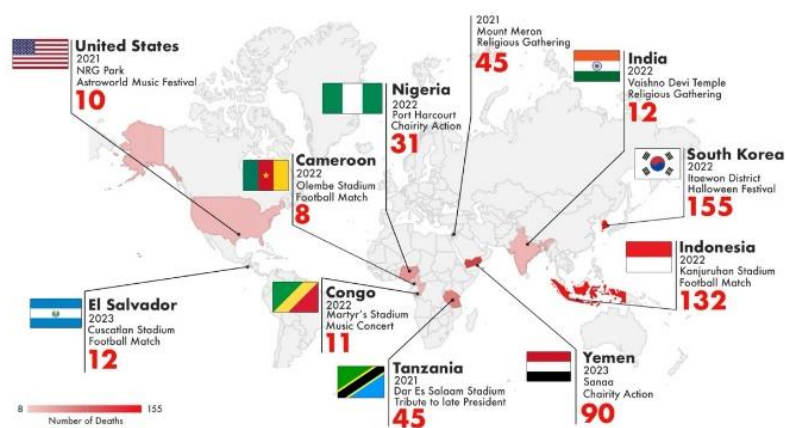 United States
2021
NRG Park
Astroworld Music Festival
10
Cameroon
2022
Olembe Stadium
Football Match
8
Nigeria
2022
Port Harcourt
Chairity Action
31
2021
Mount Meron
Religious Gathering
45
India
2022
Vaishno Devi Temple
Religious Gathering
12
South Korea
2022
Itaewon District
Halloween Festival
155
Indonesia
2022
Kanjuruhan Stadium
Football Match
132
El Salvador
2023
Cuscatlan Stadium
Football Match
12
Congo
2022
Martyr's Stadium
Music Concert
11
Tanzania
2021
Dar Es Salaam Stadium
Tribute to late President
45
Yemen
2023
Sanaa
Chairity Action
90
8 155
Number of Deaths